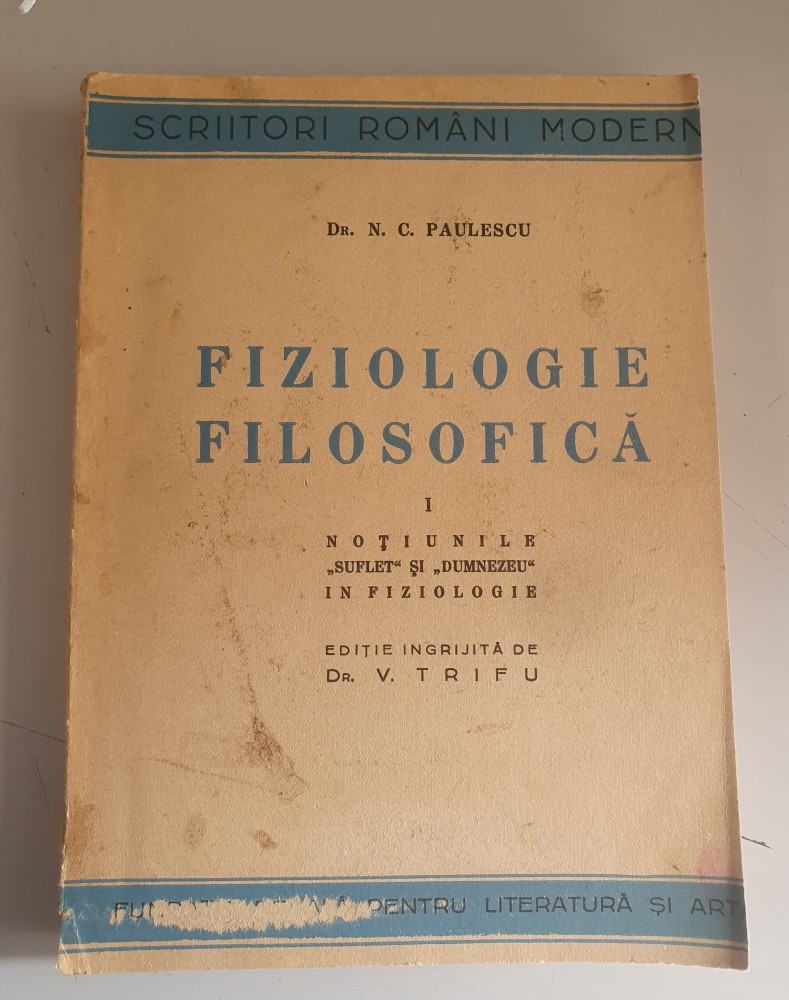 SCRIITORI ROMÂNI MODERN
DR. N. C. PAULESCU
FIZIOLOGIE
FILOSOFICĂ
I
NOŢIUNILE
„SUFLET“ ŞI „DUMNEZEU“
IN FIZIOLOGIE
EDIŢIE INGRIJITĂ DE
DR. V. TRIFU
PENTRU LITERATURĂ ŞI ARTĂ